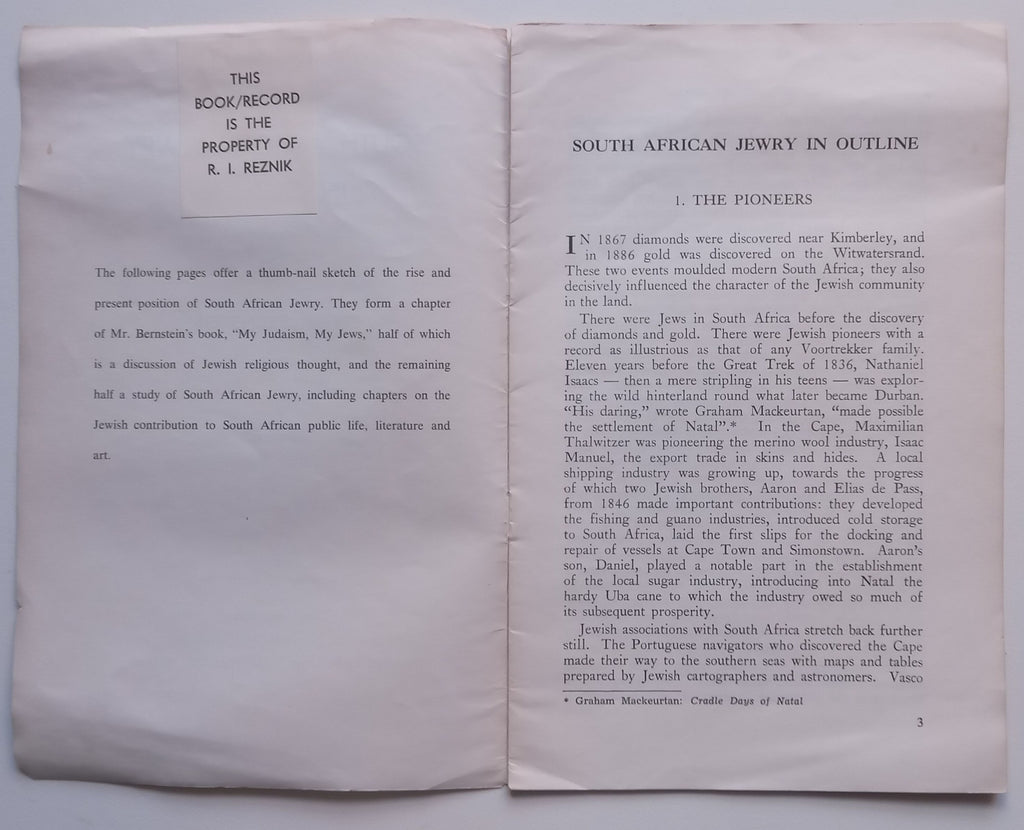 THIS
BOOK/RECORD
IS THE
PROPERTY OF
R. I. REZNIK
The following pages offer a thumb-nail sketch of the rise and
present position of South African Jewry. They form a chapter
of Mr. Bernstein's book, "My Judaism, My Jews," half of which
is a discussion of Jewish religious thought, and the remaining
half a study of South African Jewry, including chapters on the
Jewish contribution to South African public life, literature and
art.
SOUTH AFRICAN JEWRY IN OUTLINE
1. THE PIONEERS
IN 1867 diamonds were discovered near Kimberley, and
in 1886 gold was discovered on the Witwatersrand.
These two events moulded modern South Africa; they also
decisively influenced the character of the Jewish community
in the land.
There were Jews in South Africa before the discovery
of diamonds and gold. There were Jewish pioneers with a
record as illustrious as that of any Voortrekker family.
Eleven years before the Great Trek of 1836, Nathaniel
Isaacs — then a mere stripling in his teens — was explor-
ing the wild hinterland round what later became Durban.
"His daring," wrote Graham Mackeurtan, "made possible
the settlement of Natal".* In the Cape, Maximilian
Thalwitzer was pioneering the merino wool industry, Isaac
Manuel, the export trade in skins and hides. A local
shipping industry was growing up, towards the progress
of which two Jewish brothers, Aaron and Elias de Pass,
from 1846 made important contributions: they developed
the fishing and guano industries, introduced cold storage
to South Africa, laid the first slips for the docking and
repair of vessels at Cape Town and Simonstown. Aaron's
son, Daniel, played a notable part in the establishment
of the local sugar industry, introducing into Natal the
hardy Uba cane to which the industry owed so much of
its subsequent prosperity.
Jewish associations with South Africa stretch back further
still. The Portuguese navigators who discovered the Cape
made their way to the southern seas with maps and tables
prepared by Jewish cartographers and astronomers. Vasco
* Graham Mackeurtan: Cradle Days of Natal
3